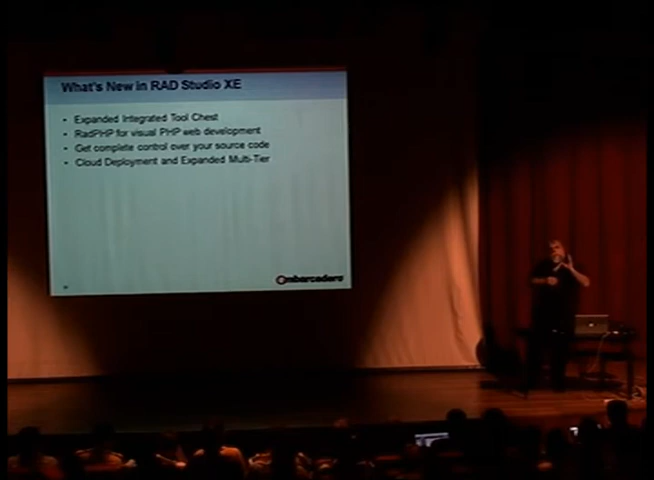 What's New in RAD Studio XE
• Expanded Integrated Tool Chest
• RadPHP for visual PHP web development
• Get complete control over your source code
• Cloud Deployment and Expanded Multi-Tier
embarcadero